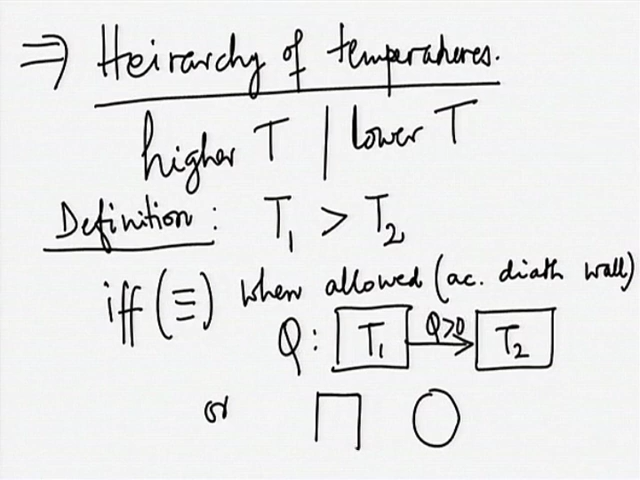 ⇒ Heirarchy of temperatures.
higher T | lower T
Definition: T₁ > T₂
iff (≡) when allowed (ac. diath wall)
Q: T₁ Q>0 → T₂
or